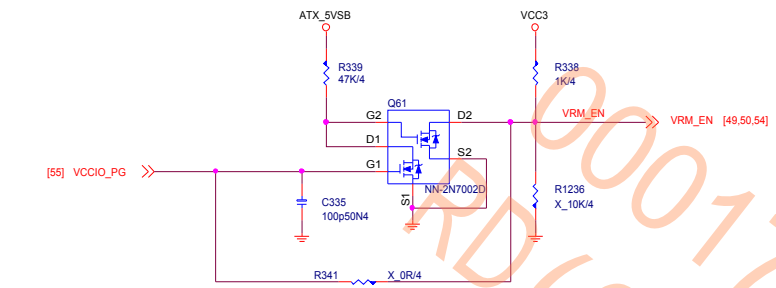 ATX_5VSB
VCC3
R339
47K/4
R338
1K/4
Q61
G2
D2
VRM_EN
VRM_EN [49,50,54]
D1
S2
[55] VCCIO_PG
G1
NN-2N7002D
S1
C335
100p50N4
R1236
X_10K/4
R341
X_0R/4